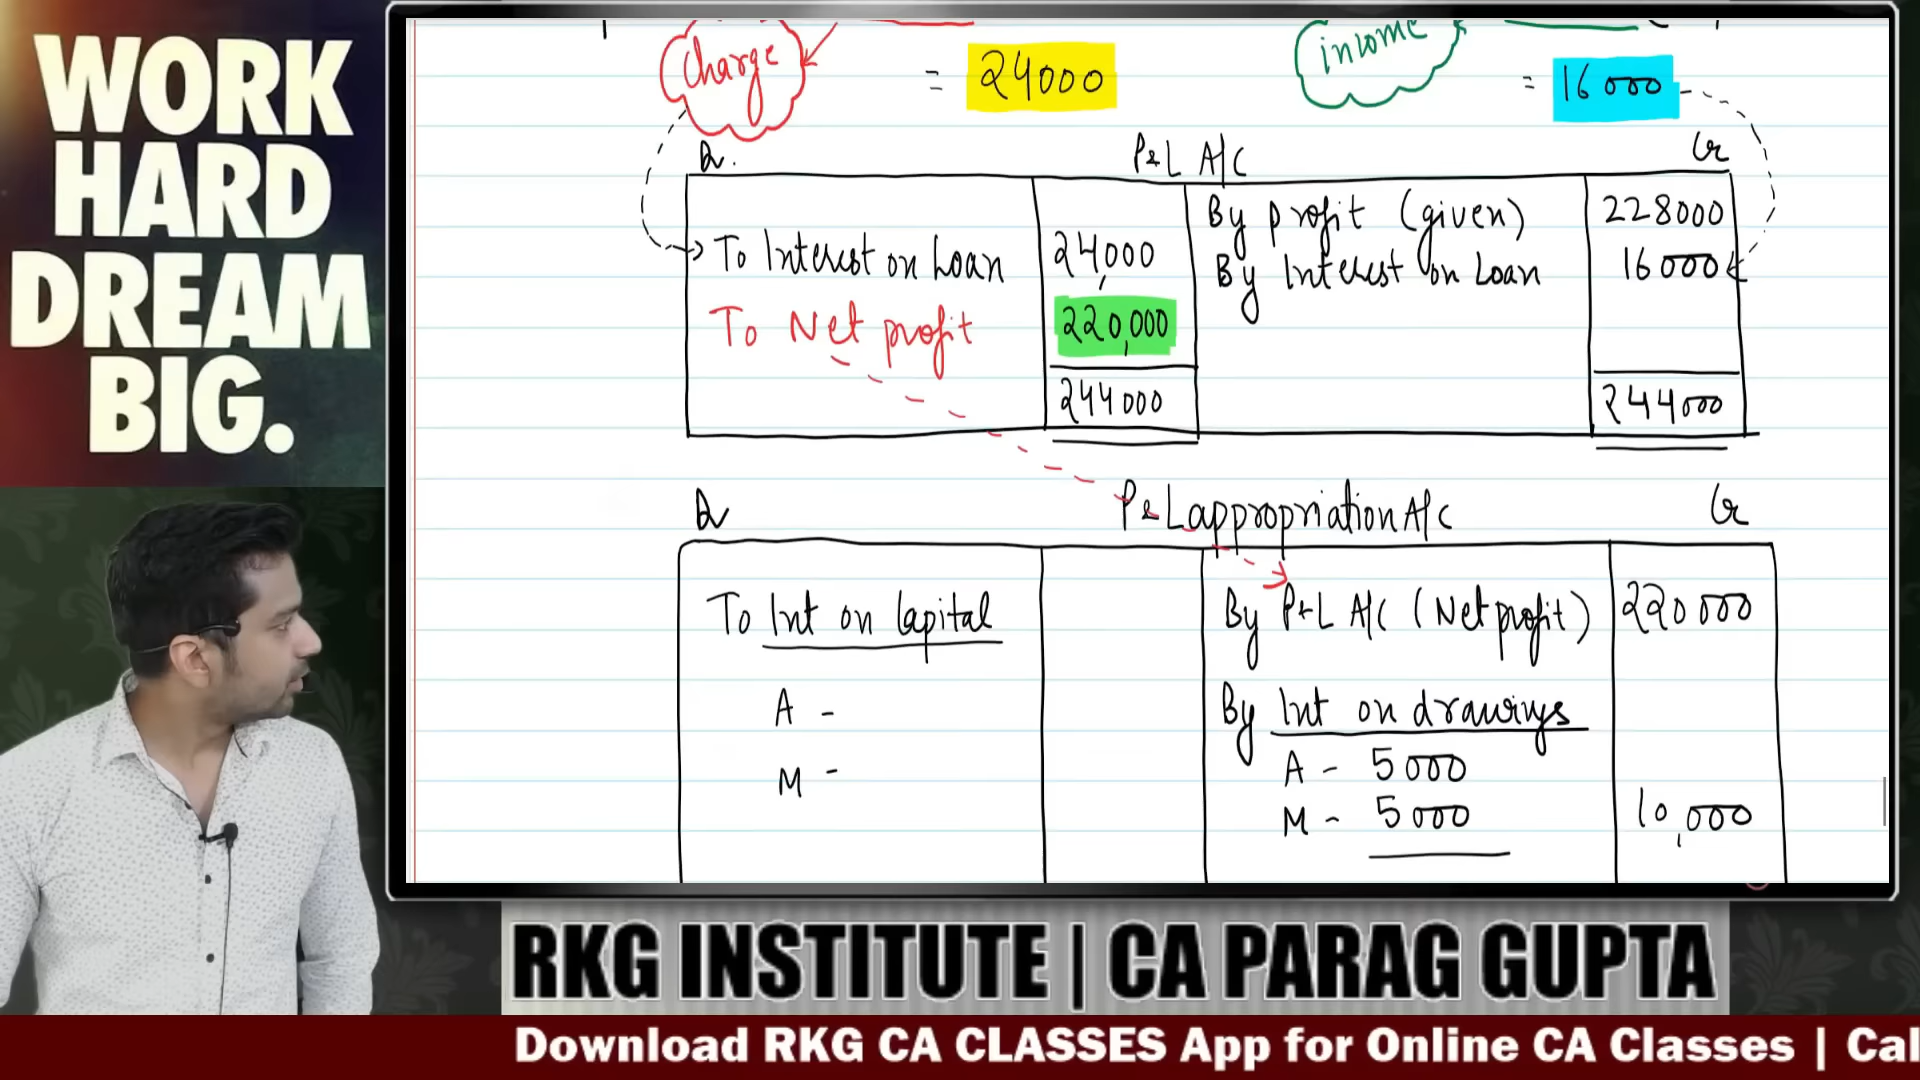 WORK
HARD
DREAM
BIG.
Charge
= 24000
income
= 16000
Dr. P&L A/C Cr
By profit (given) 228000
To Interest on Loan 24,000 By Interest on Loan 16000
To Net profit 220,000
244000 244000
Dr P&L appropriation A/C Cr
To Int on Capital By P&L A/C (Net profit) 220000
A - By Int on drawings
A - 5000
M - M - 5000 10,000
RKG INSTITUTE | CA PARAG GUPTA
Download RKG CA CLASSES App for Online CA Classes | Cal